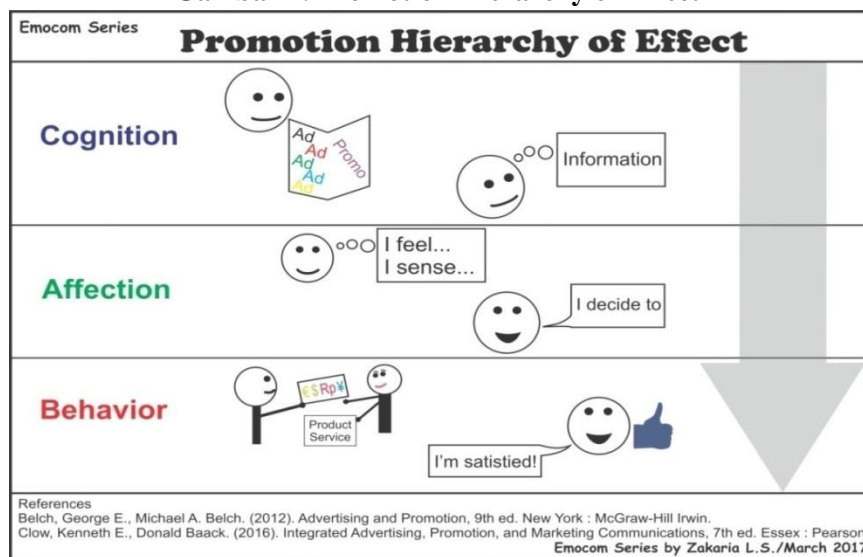 Emocom Series
Promotion Hierarchy of Effect
Cognition
Ad
Ad
Ad
Ad
Ad
Promo
Information
Affection
I feel...
I sense...
I decide to
Behavior
€$Rp¥
Product
Service
I'm satistied!
References
Belch, George E., Michael A. Belch. (2012). Advertising and Promotion, 9th ed. New York : McGraw-Hill Irwin.
Clow, Kenneth E., Donald Baack. (2016). Integrated Advertising, Promotion, and Marketing Communications, 7th ed. Essex : Pearson
Emocom Series by Zakaria L.S./March 2017